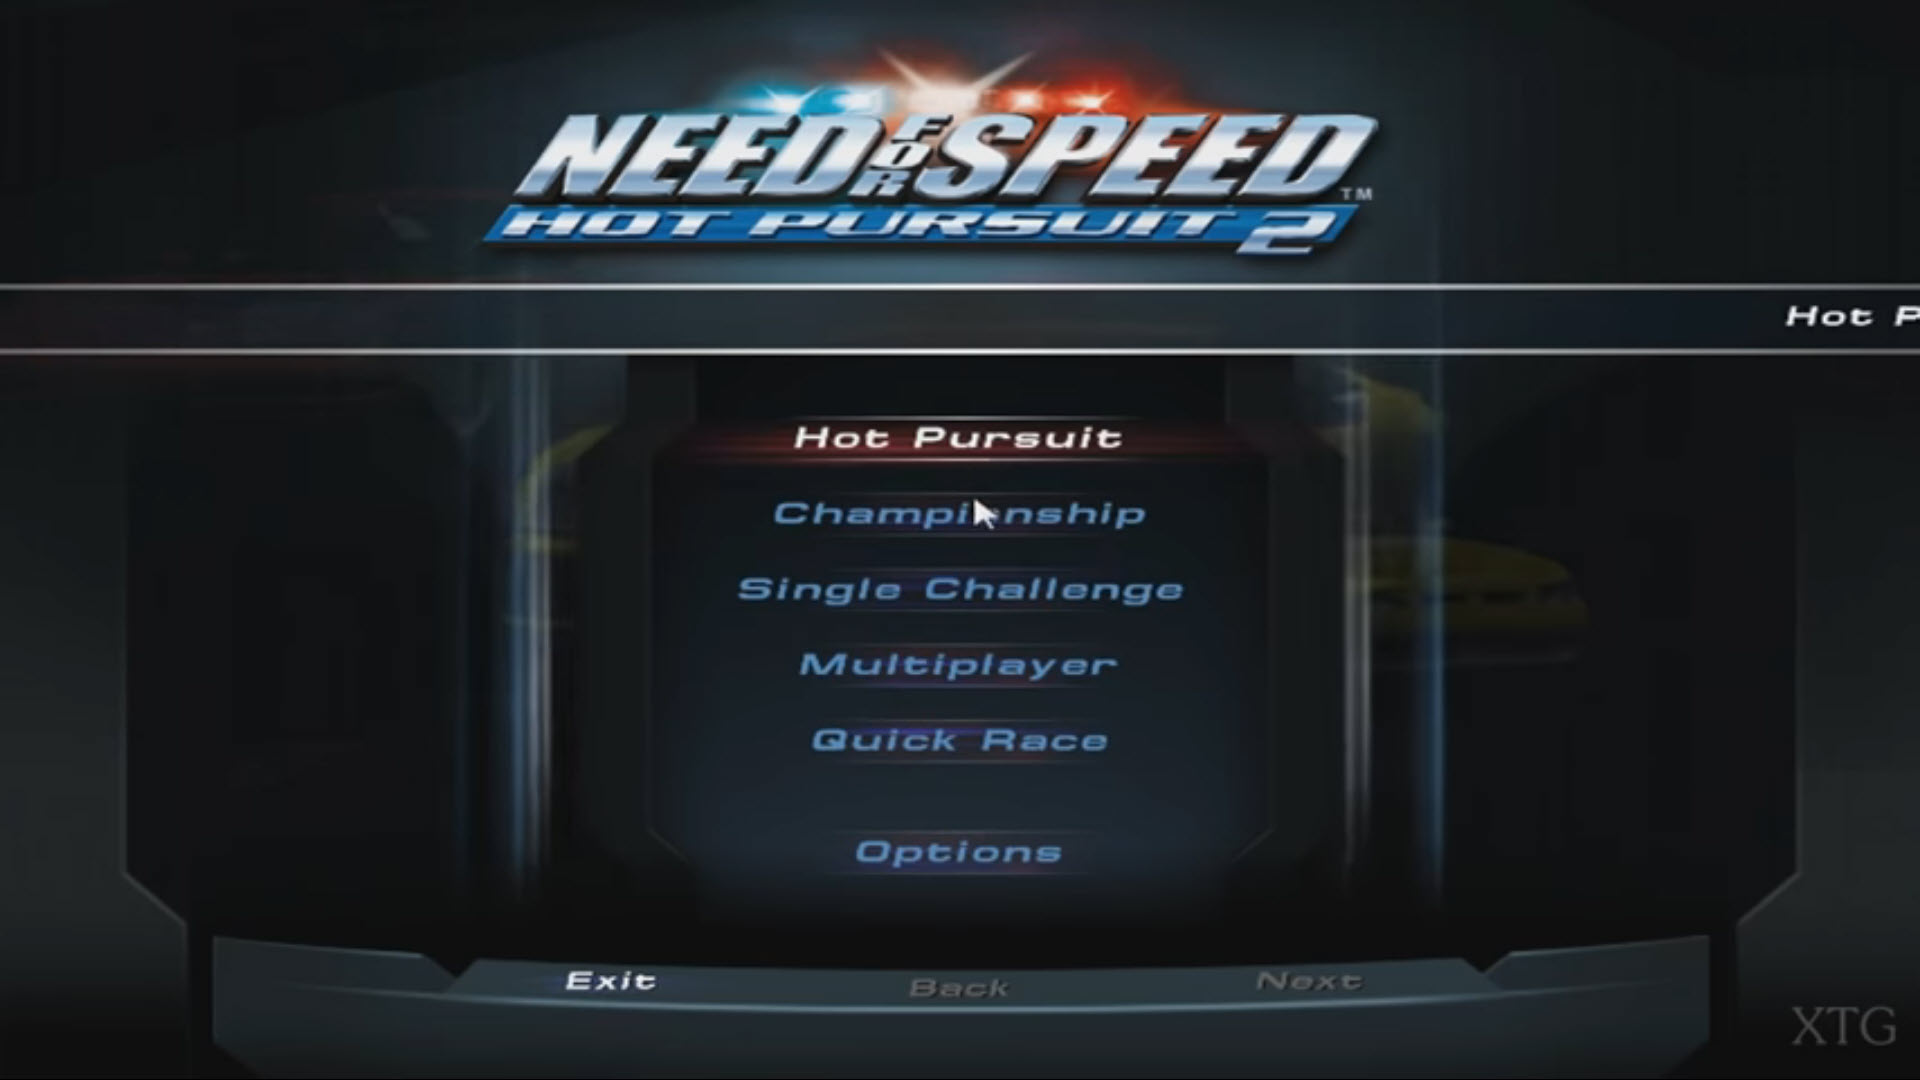 NEED FOR SPEED™
HOT PURSUIT 2
Hot P
Hot Pursuit
Championship
Single Challenge
Multiplayer
Quick Race
Options
Exit Back Next
XTG